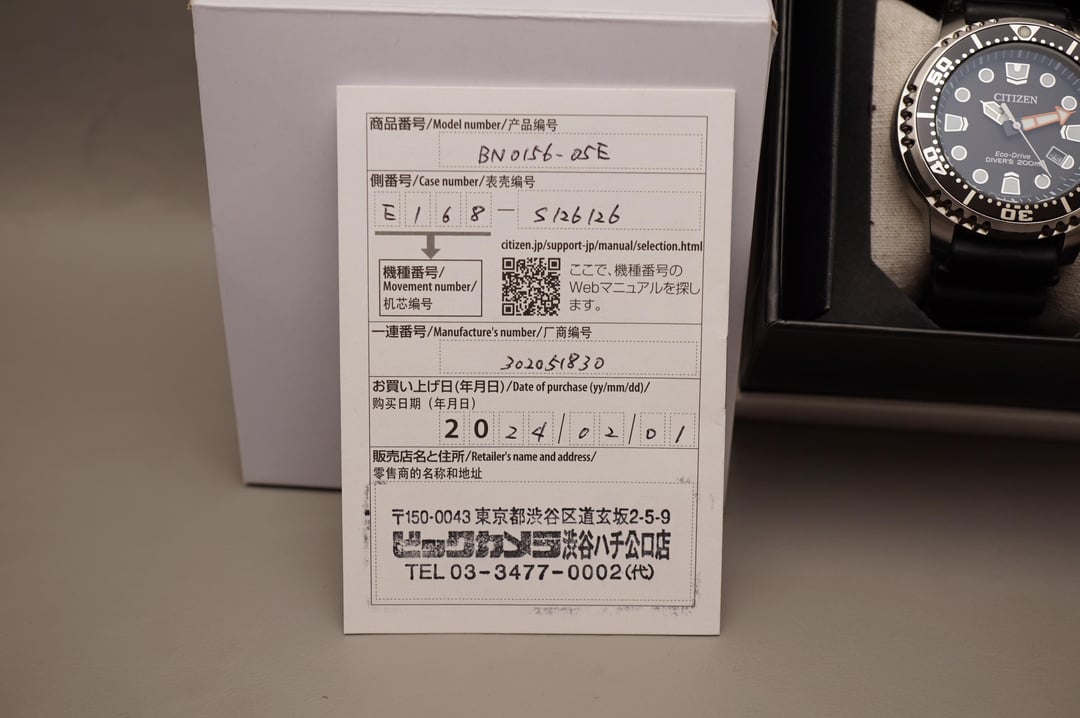 商品番号/Model number/产品编号
BN0156-05E
側番号/Case number/表壳编号
E168 — S126126
citizen.jp/support-jp/manual/selection.html
機種番号/
Movement number/
机芯编号
ここで、機種番号の
Webマニュアルを探し
ます。
一連番号/Manufacture's number/厂商编号
302051830
お買い上げ日(年月日)/Date of purchase (yy/mm/dd)/
购买日期（年月日）
2024/02/01
販売店名と住所/Retailer's name and address/
零售商的名称和地址
〒150-0043 東京都渋谷区道玄坂2-5-9
ビックカメラ渋谷ハチ公口店
TEL 03-3477-0002(代)
60
CITIZEN
Eco-Drive
DIVER'S 200m
40
30